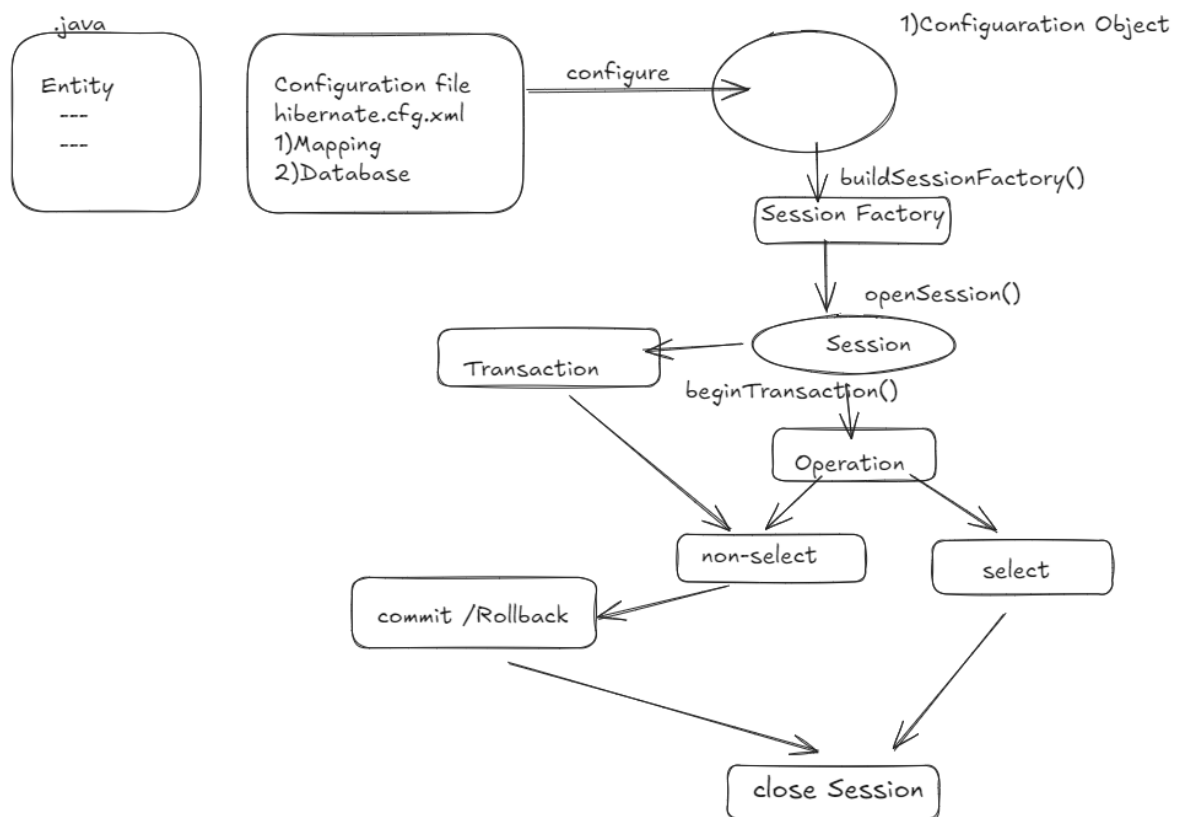 .java
1)Configuaration Object
Entity
---
---
Configuration file
hibernate.cfg.xml
1)Mapping
2)Database
configure
buildSessionFactory()
Session Factory
openSession()
Session
Transaction
beginTransaction()
Operation
non-select
select
commit /Rollback
close Session